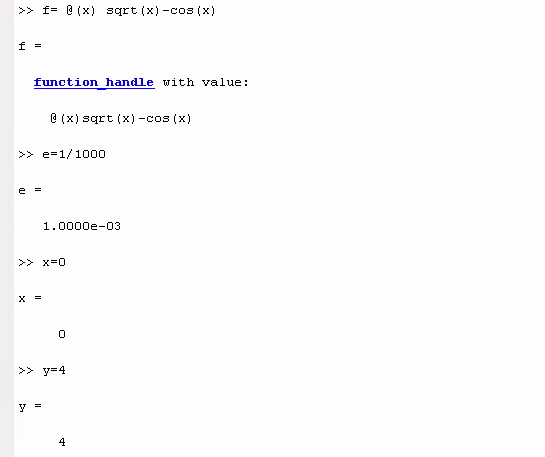 >> f= @(x) sqrt(x)-cos(x)
f =
function_handle with value:
@(x)sqrt(x)-cos(x)
>> e=1/1000
e =
1.0000e-03
>> x=0
x =
0
>> y=4
y =
4